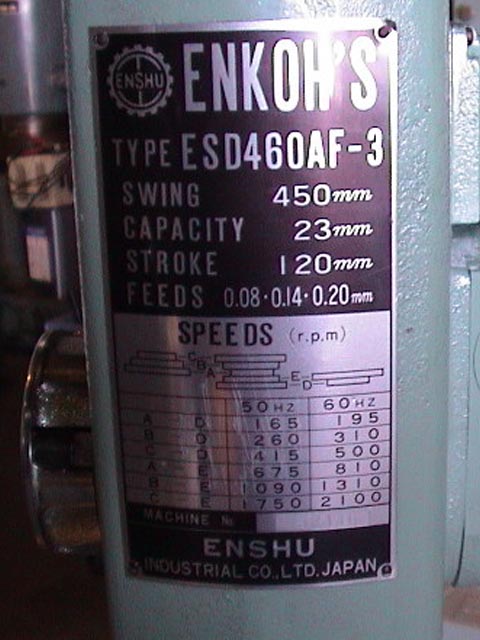 ENSHU
ENKOH'S
TYPE ESD460AF-3
SWING 450mm
CAPACITY 23mm
STROKE 120mm
FEEDS 0.08·0.14·0.20mm
SPEEDS (r.p.m)
C
B
A E
D
50HZ 60HZ
A D 165 195
B D 260 310
C D 415 500
A E 675 810
B E 1090 1310
C E 1750 2100
MACHINE No
ENSHU
INDUSTRIAL CO.,LTD.JAPAN